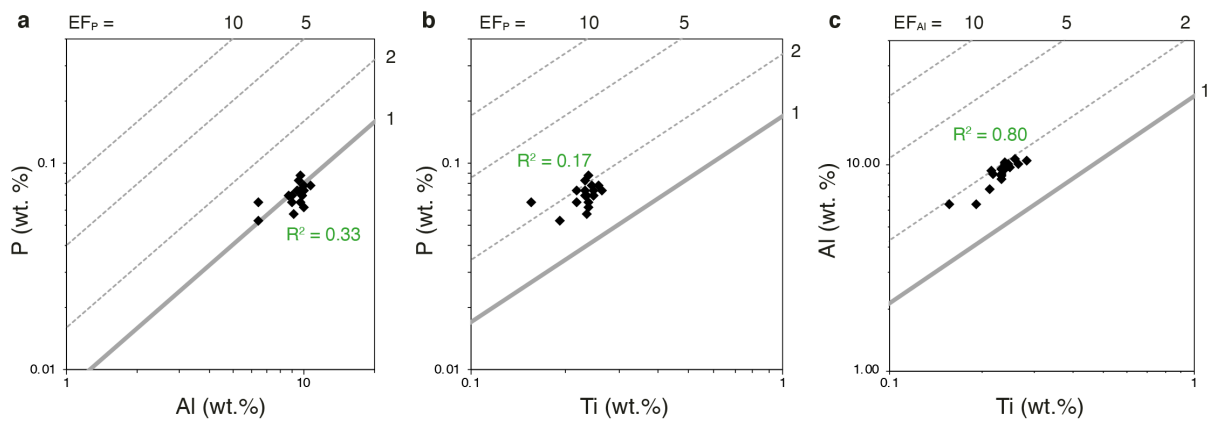 a EFP = 10 5
2
1
0.1
0.01
1 10
P (wt. %)
Al (wt.%)
R² = 0.33
b EFP = 10 5
2
1
0.1
0.01
0.1 1
P (wt. %)
Ti (wt.%)
R² = 0.17
c EFAl = 10 5 2
1
10.00
1.00
0.1 1
Al (wt. %)
Ti (wt.%)
R² = 0.80